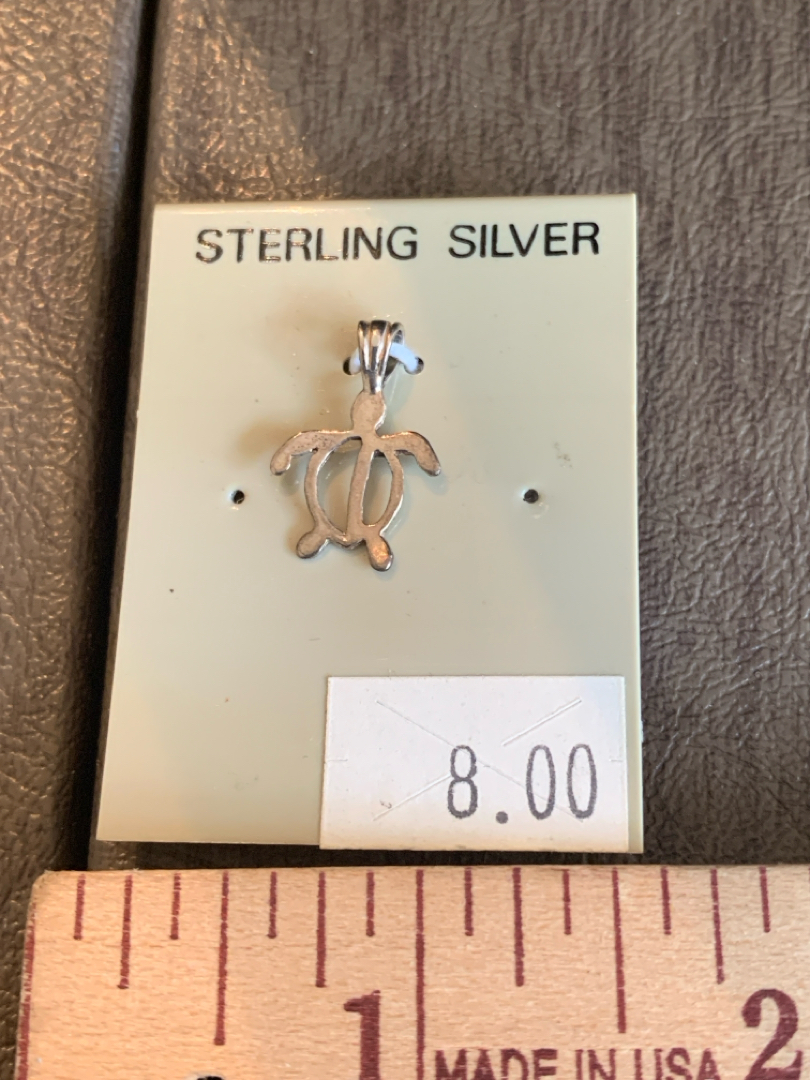 STERLING SILVER
8.00
1 2
MADE IN USA